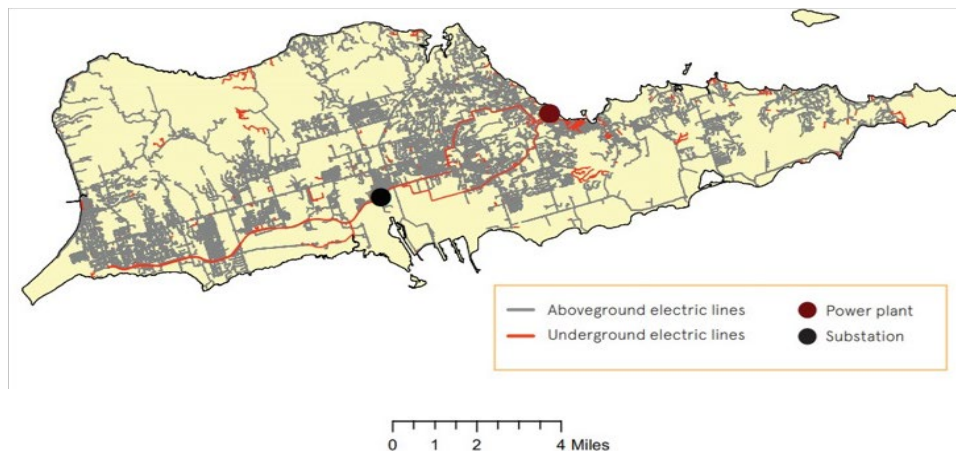 Aboveground electric lines
Power plant
Underground electric lines
Substation
0 1 2 4 Miles